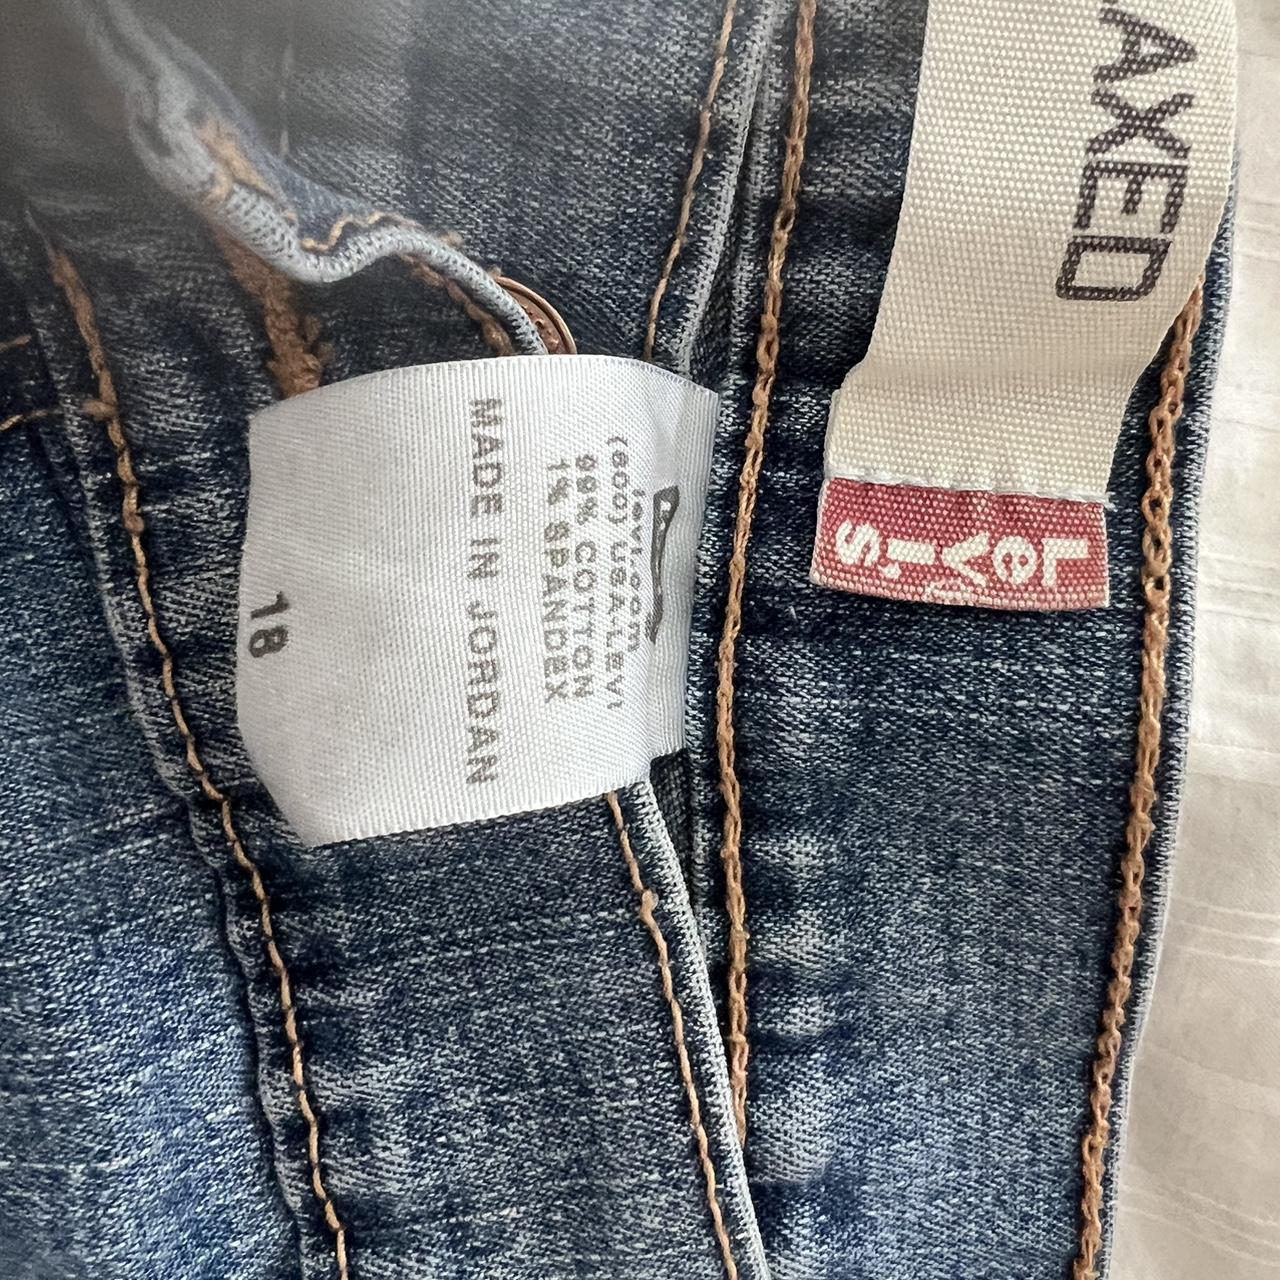 AXED
Levi's
levi.com
(800) USA-LEVI
99% COTTON
1% SPANDEX
MADE IN JORDAN
18